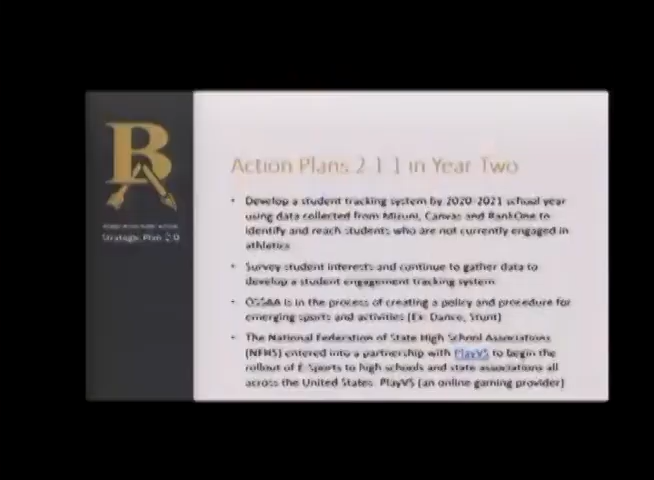 B
Strategic Plan 2.0
Action Plans 2.1.1 in Year Two
• Develop a student tracking system by 2020-2021 school year
using data collected from Mizuni, Canvas and RankOne to
identify and reach students who are not currently engaged in
athletics
• Survey student interests and continue to gather data to
develop a student engagement tracking system
• OSSAA is in the process of creating a policy and procedure for
emerging sports and activities (Ex: Dance, Stunt)
• The National Federation of State High School Associations
(NFHS) entered into a partnership with PlayVS to begin the
rollout of E-Sports to high schools and state associations all
across the United States. PlayVS (an online gaming provider)